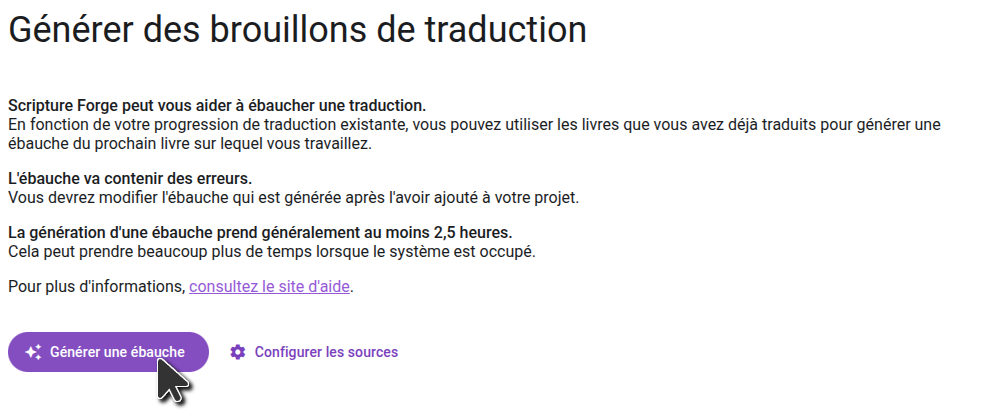 Générer des brouillons de traduction
Scripture Forge peut vous aider à ébaucher une traduction.
En fonction de votre progression de traduction existante, vous pouvez utiliser les livres que vous avez déjà traduits pour générer une
ébauche du prochain livre sur lequel vous travaillez.
L'ébauche va contenir des erreurs.
Vous devrez modifier l'ébauche qui est générée après l'avoir ajouté à votre projet.
La génération d'une ébauche prend généralement au moins 2,5 heures.
Cela peut prendre beaucoup plus de temps lorsque le système est occupé.
Pour plus d'informations, consultez le site d'aide.
Générer une ébauche Configurer les sources